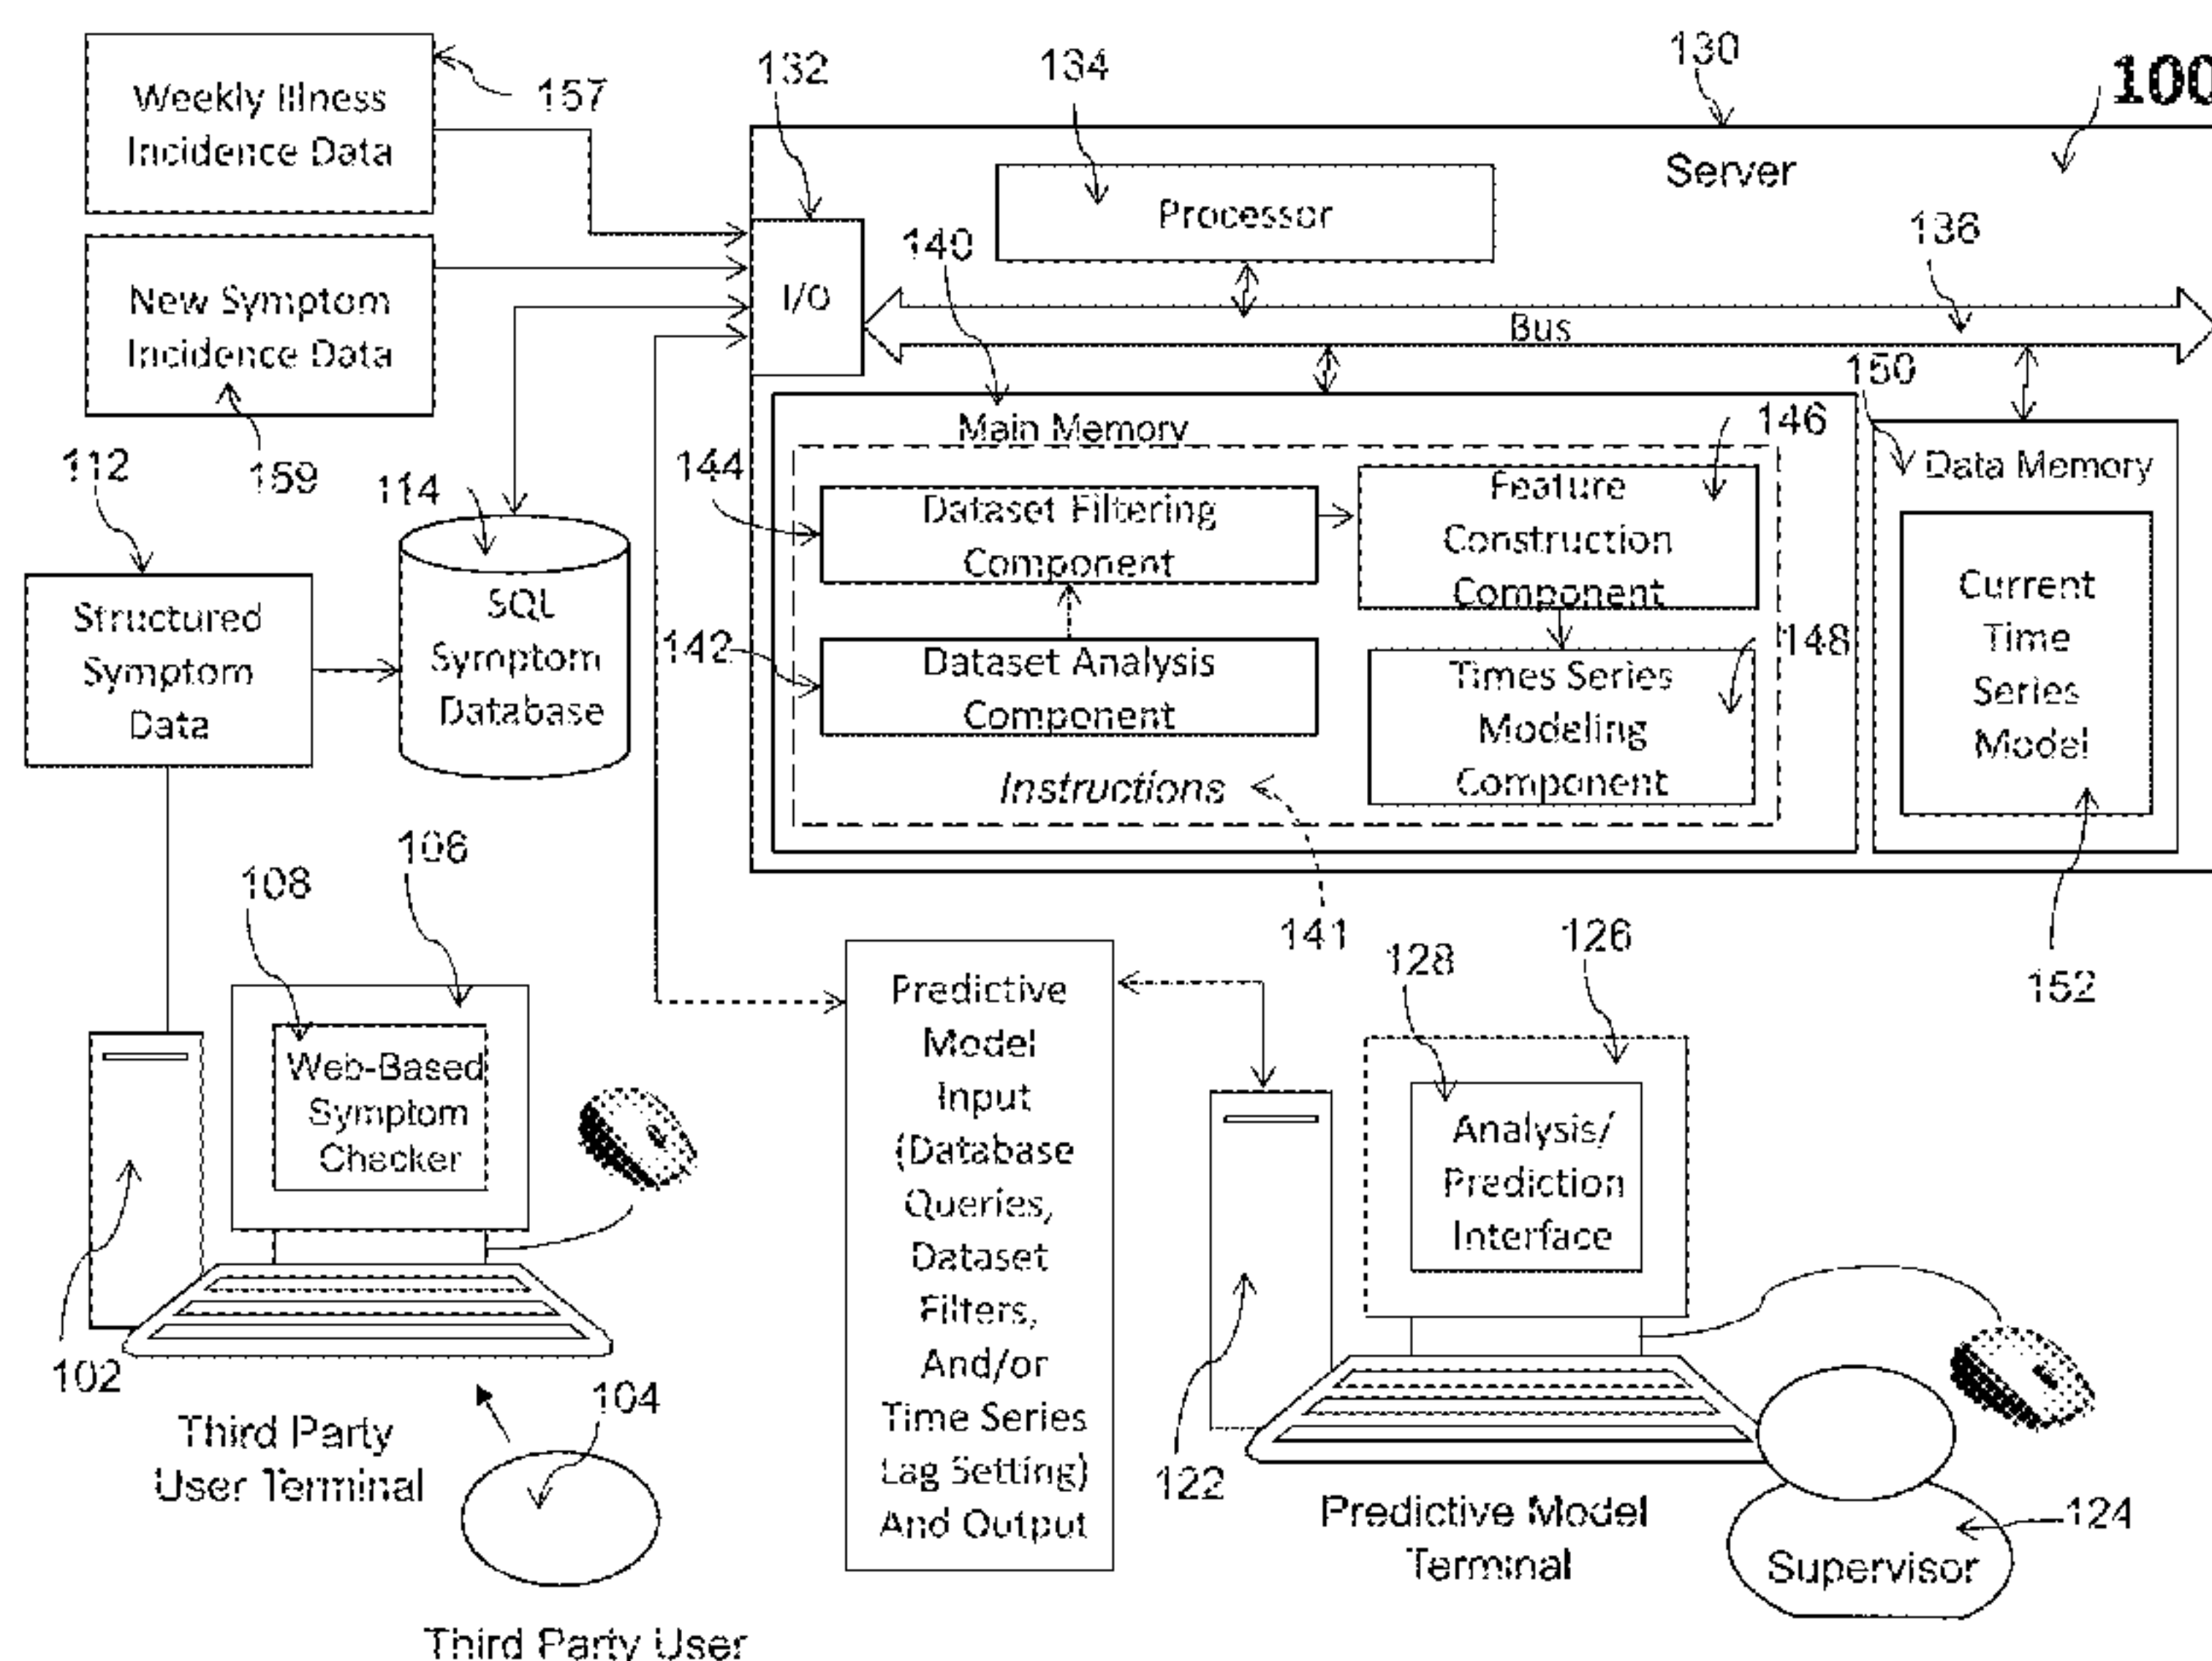 Weekly Illness
Incidence Data
157
132
134
130
100
Server
Processor
New Symptom
Incidence Data
159
I/O
140
136
Bus
150
Main Memory
146
144
Dataset Filtering
Component
Feature
Construction
Component
142
Dataset Analysis
Component
148
Times Series
Modeling
Component
Instructions
141
Data Memory
Current
Time
Series
Model
152
112
114
Structured
Symptom
Data
SQL
Symptom
Database
108
106
Web-Based
Symptom
Checker
102
Third Party
User Terminal
104
Third Party User
Predictive
Model
Input
(Database
Queries,
Dataset
Filters,
And/or
Time Series
Lag Setting)
And Output
128
126
Analysis/
Prediction
Interface
122
Predictive Model
Terminal
124
Supervisor